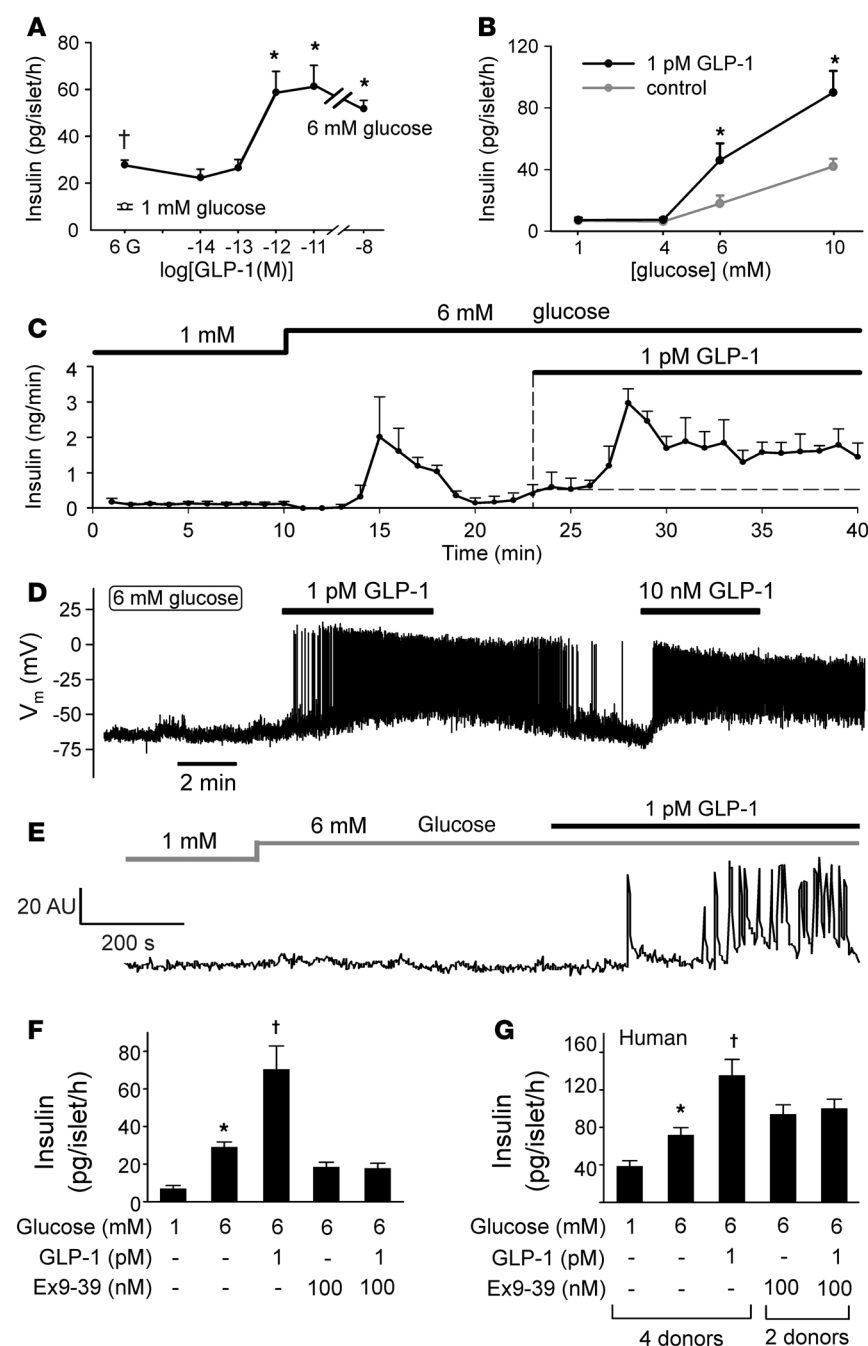 A
Insulin (pg/islet/h)
80
60
40
20
0
†
*
*
*
6 mM glucose
1 mM glucose
6 G
-14
-13
-12
-11
-8
log[GLP-1(M)]
B
Insulin (pg/islet/h)
120
80
40
0
1 pM GLP-1
control
*
*
1
4
6
10
[glucose] (mM)
C
1 mM
6 mM glucose
1 pM GLP-1
Insulin (ng/min)
4
3
2
1
0
0
5
10
15
20
25
30
35
40
Time (min)
D
6 mM glucose
1 pM GLP-1
10 nM GLP-1
Vm (mV)
25
0
-25
-50
-75
2 min
E
1 mM
6 mM Glucose
1 pM GLP-1
20 AU
200 s
F
Insulin
(pg/islet/h)
80
60
40
20
0
*
†
Glucose (mM) 1 6 6 6 6
GLP-1 (pM) - - 1 - 1
Ex9-39 (nM) - - - 100 100
G
Human
Insulin
(pg/islet/h)
160
120
80
40
*
†
Glucose (mM) 1 6 6 6 6
GLP-1 (pM) - - 1 - 1
Ex9-39 (nM) - - - 100 100
4 donors
2 donors